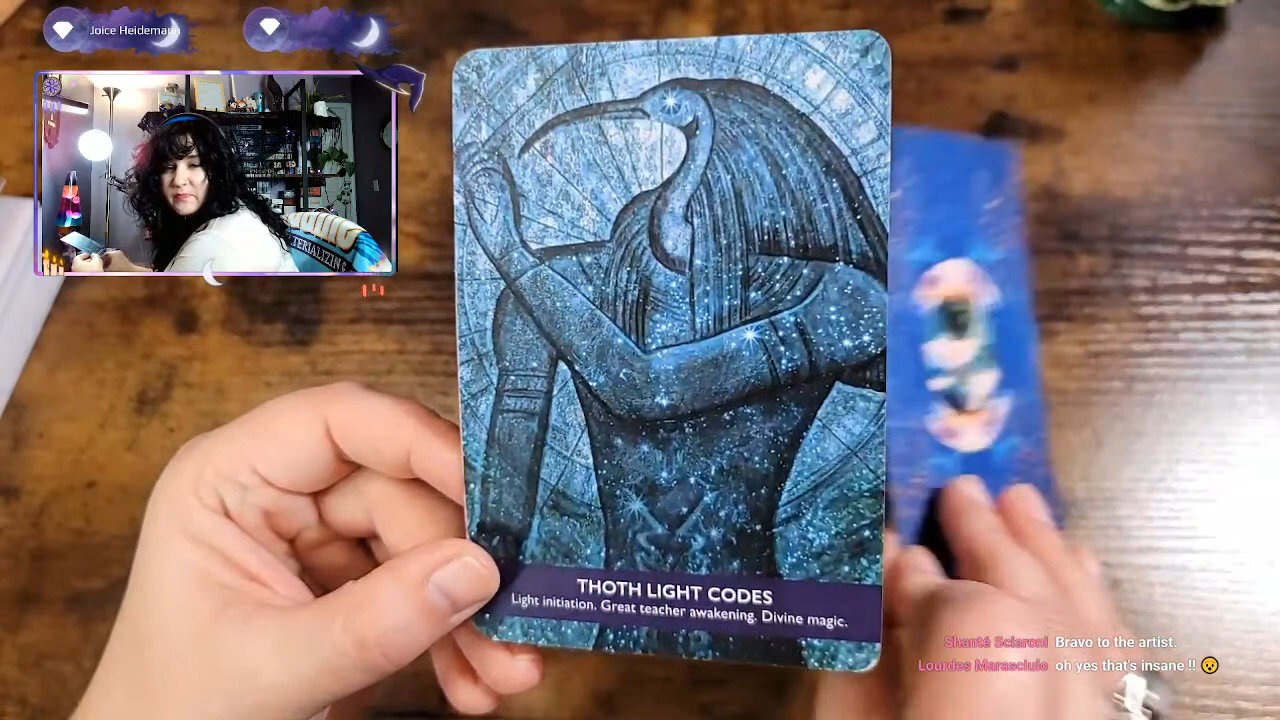 Joice Heidemann
TERIALIZIN
THOTH LIGHT CODES
Light initiation. Great teacher awakening. Divine magic.
Shanté Sciaroni Bravo to the artist.
Lourdes Marasciulo oh yes that's insane !! 😮